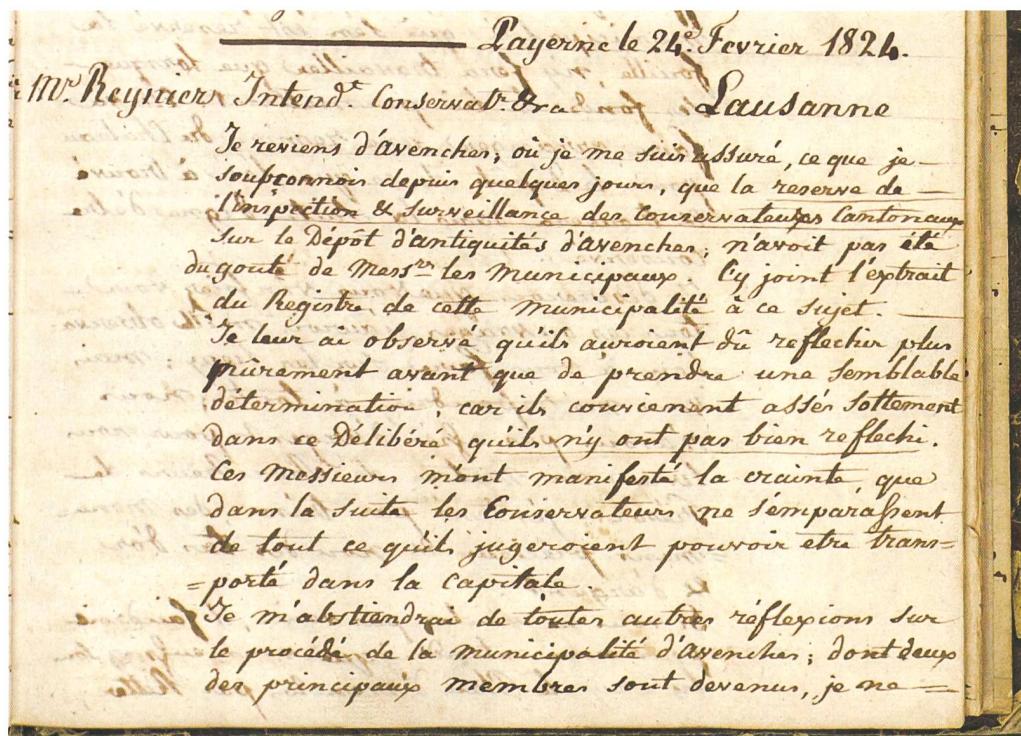 Payerne le 24e. Fevrier 1824.
Mr. Reynier Intendt. Conservatr. &ra Lausanne
Je reviens d'avenches, où je me suis assuré, ce que je
soupçonnois depuis quelques jours, que la reserve de
l'inspection & surveillance des Conservateurs Cantonaux
sur le Dépôt d'antiquités d'avenches, n'avoit pas été
du gouté de Messrs les municipaux. Cy joint l'extrait
du Registre de cette municipalité à ce sujet.
Je leur ai observé qu'ils auroient dû reflechir plus
mûrement avant que de prendre une semblable
détermination, car ils convienent assés sottement
dans ce Délibéré qu'ils n'y ont pas bien reflechi.
Ces messieurs m'ont manifesté la crainte que
dans la suite les Conservateurs ne s'emparassent
de tout ce qu'ils jugeroient pouvoir etre trans=
=porté dans la capitale.
Je m'abstiendrai de toutes autres réflexions sur
le procédé de la municipalité d'avenches; dont deux
des principaux membres sont devenus, je ne =